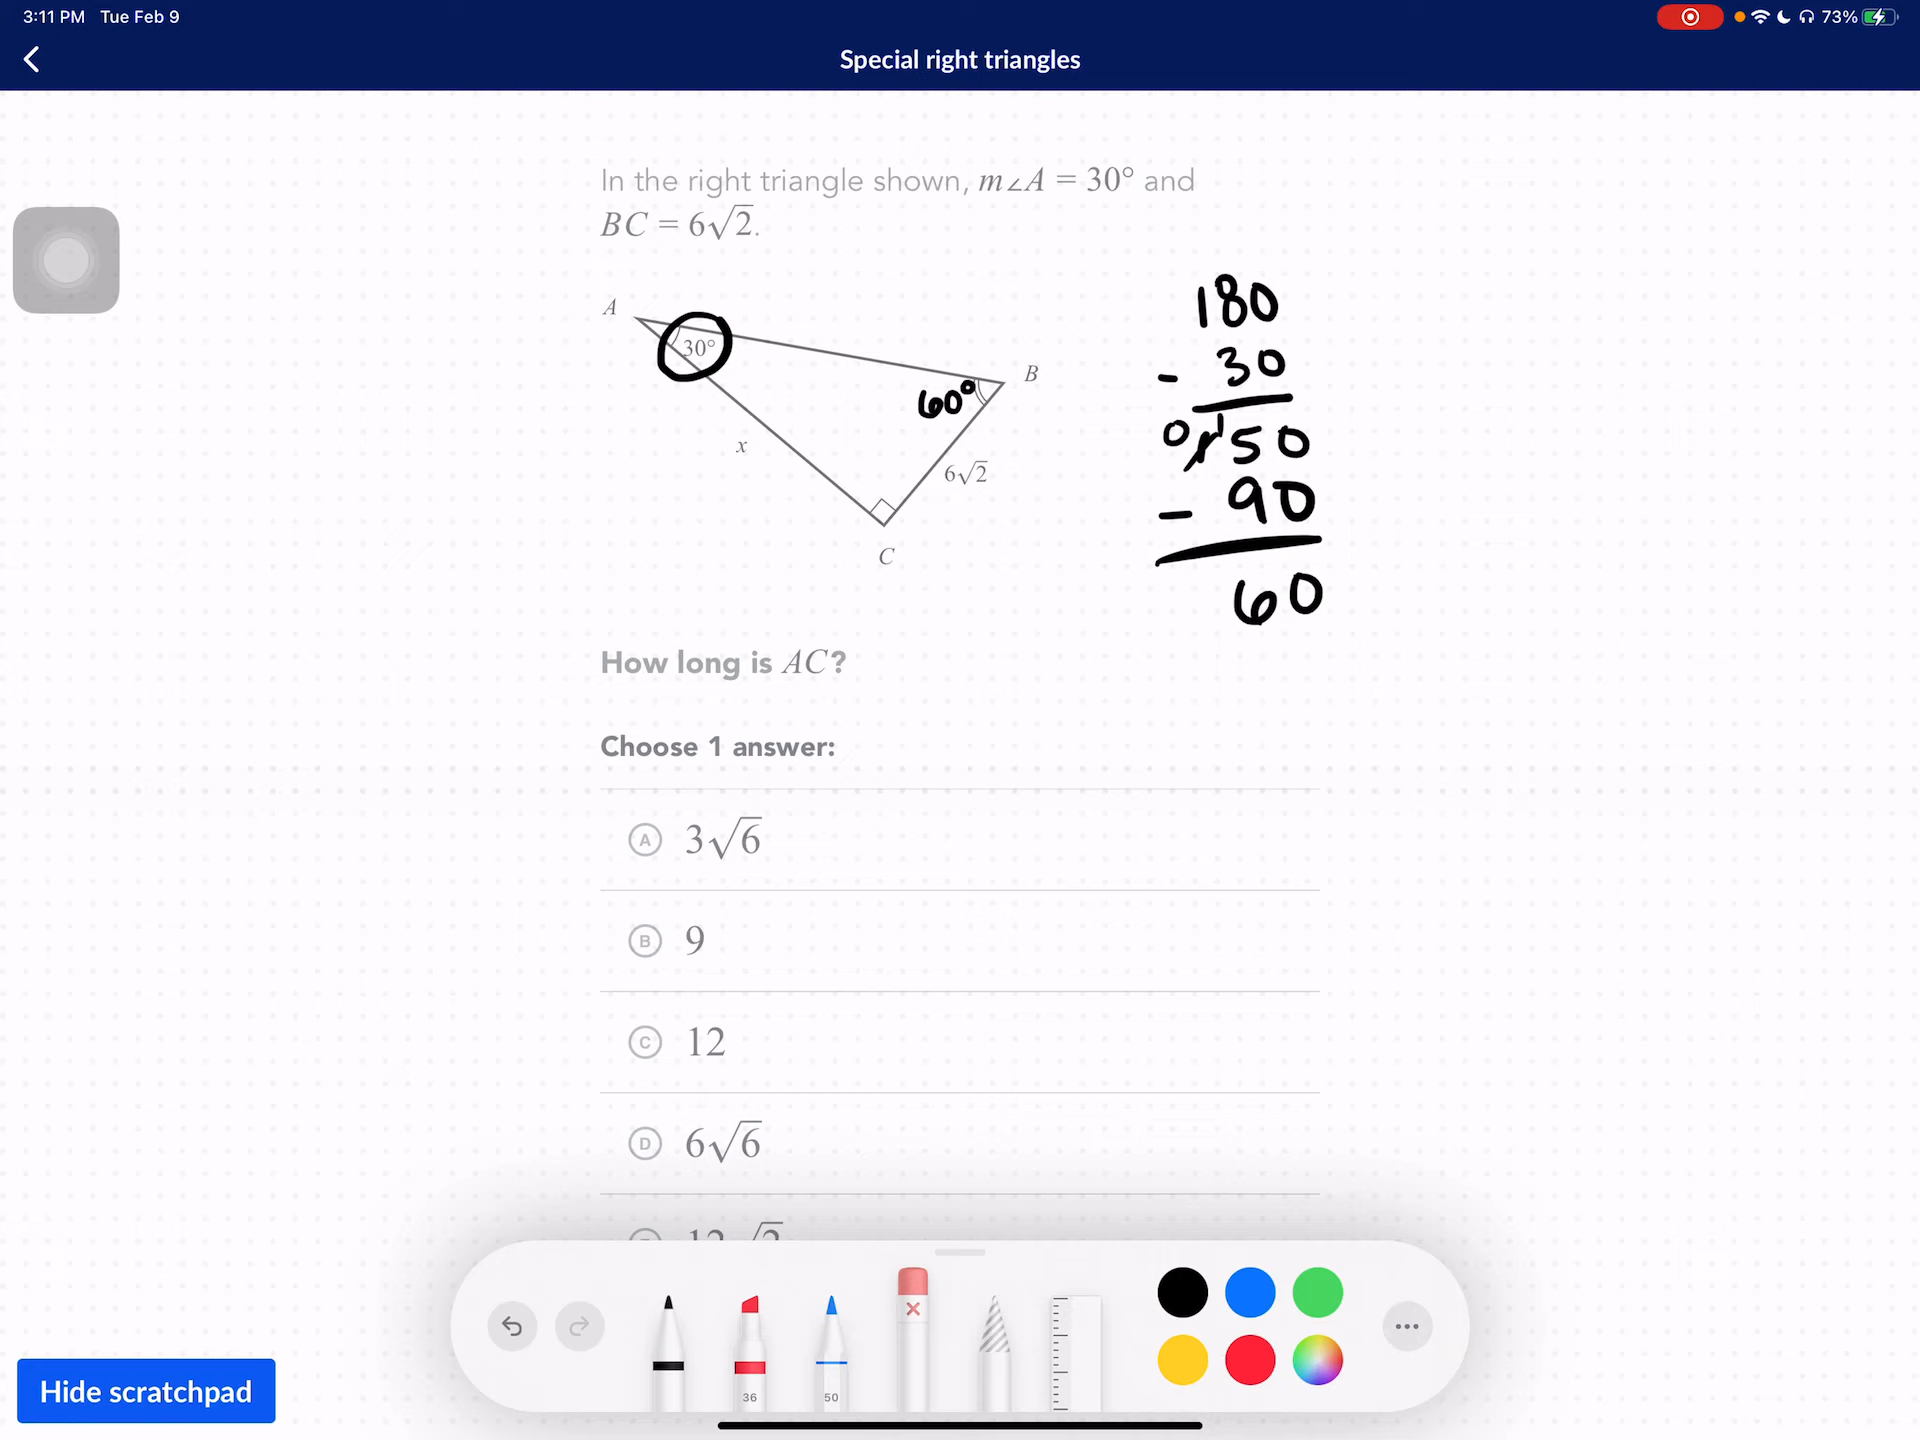 3:11 PM Tue Feb 9
73%
Special right triangles
In the right triangle shown, m∠A = 30° and
BC = 6√2.
A
30°
B
60°
x
6√2
C
180
- 30
0 1 150
- 90
60
How long is AC?
Choose 1 answer:
A 3√6
B 9
C 12
D 6√6
36
50
Hide scratchpad